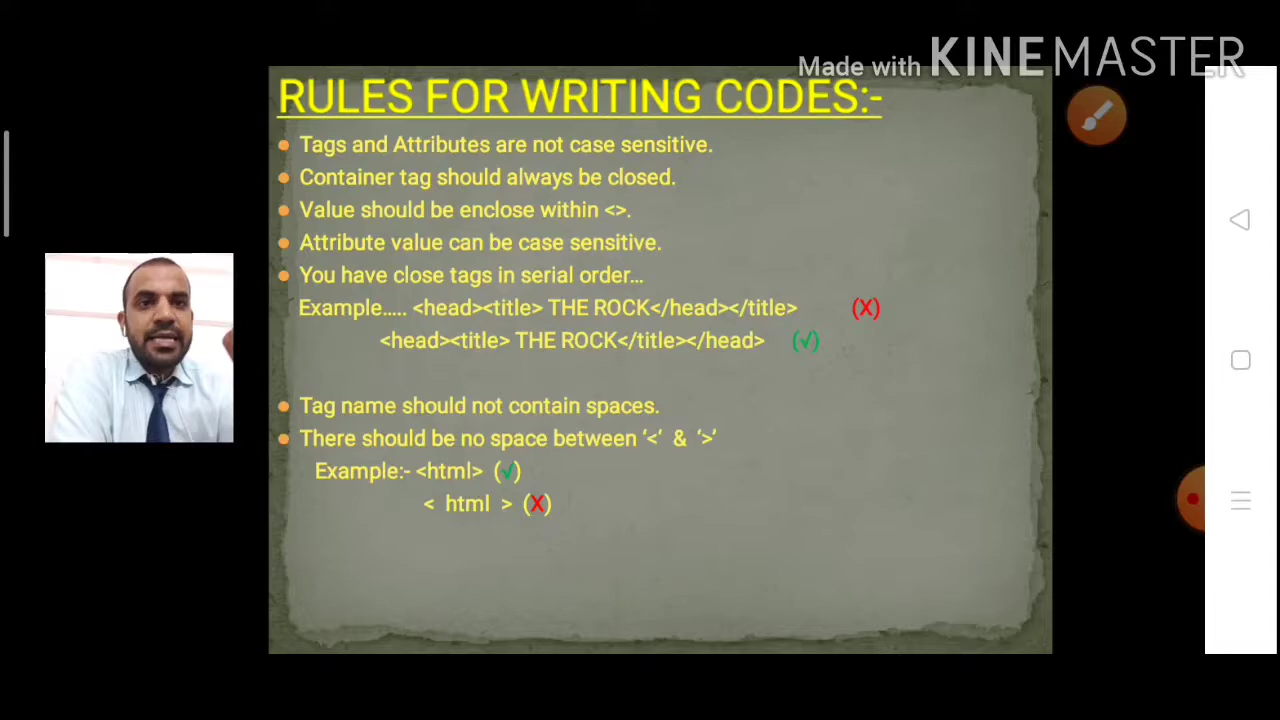 Made with KINEMASTER
RULES FOR WRITING CODES:-
Tags and Attributes are not case sensitive.
Container tag should always be closed.
Value should be enclose within <>.
Attribute value can be case sensitive.
You have close tags in serial order...
Example..... <head><title> THE ROCK</head></title> (X)
<head><title> THE ROCK</title></head> (√)
Tag name should not contain spaces.
There should be no space between ‘<‘ & ‘>’
Example:- <html> (√)
< html > (X)